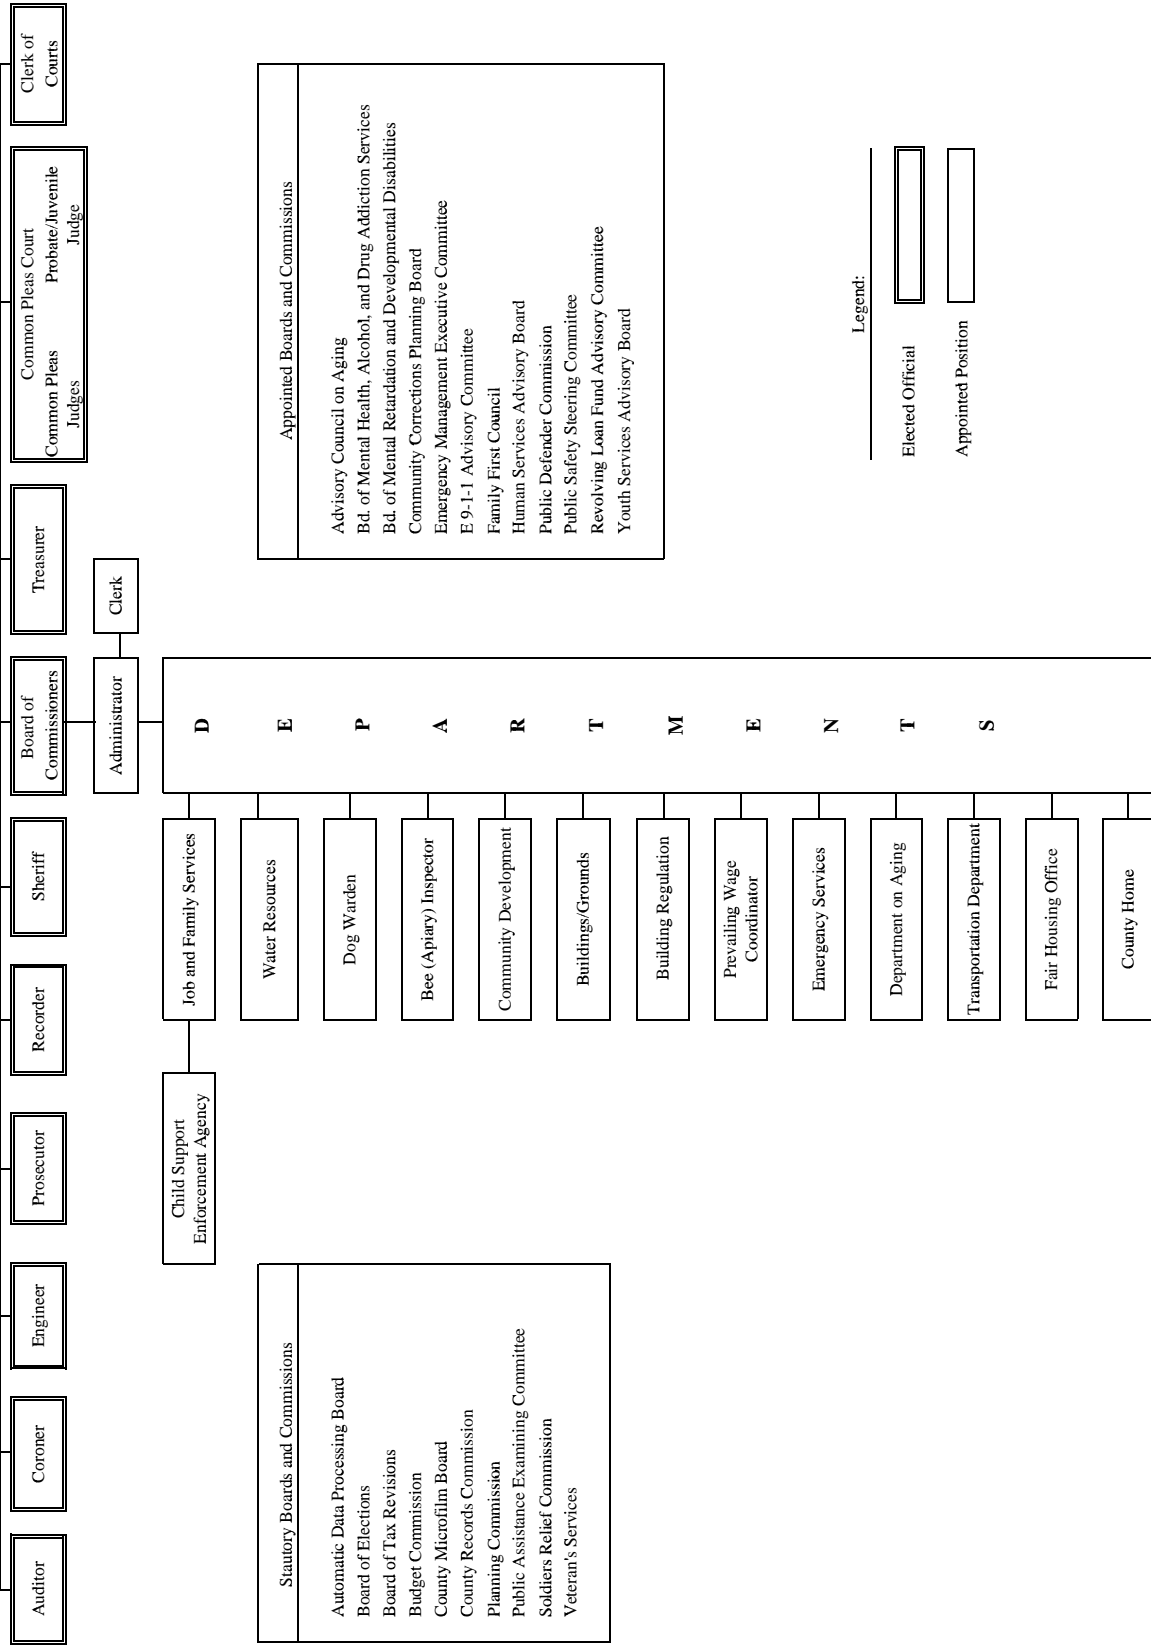 Auditor
Coroner
Engineer
Prosecutor
Recorder
Sheriff
Board of
Commissioners
Treasurer
Common Pleas Court
Common Pleas Probate/Juvenile
Judges Judge
Clerk of
Courts
Administrator
Clerk
Child Support
Enforcement Agency
Job and Family Services
Water Resources
Dog Warden
Bee (Apiary) Inspector
Community Development
Buildings/Grounds
Building Regulation
Prevailing Wage
Coordinator
Emergency Services
Department on Aging
Transportation Department
Fair Housing Office
County Home
D
E
P
A
R
T
M
E
N
T
S
Stautory Boards and Commissions
Automatic Data Processing Board
Board of Elections
Board of Tax Revisions
Budget Commission
County Microfilm Board
County Records Commission
Planning Commission
Public Assistance Examining Committee
Soldiers Relief Commission
Veteran's Services
Appointed Boards and Commissions
Advisory Council on Aging
Bd. of Mental Health, Alcohol, and Drug Addiction Services
Bd. of Mental Retardation and Developmental Disabilities
Community Corrections Planning Board
Emergency Management Executive Committee
E 9-1-1 Advisory Committee
Family First Council
Human Services Advisory Board
Public Defender Commission
Public Safety Steering Committee
Revolving Loan Fund Advisory Committee
Youth Services Advisory Board
Legend:
Elected Official
Appointed Position